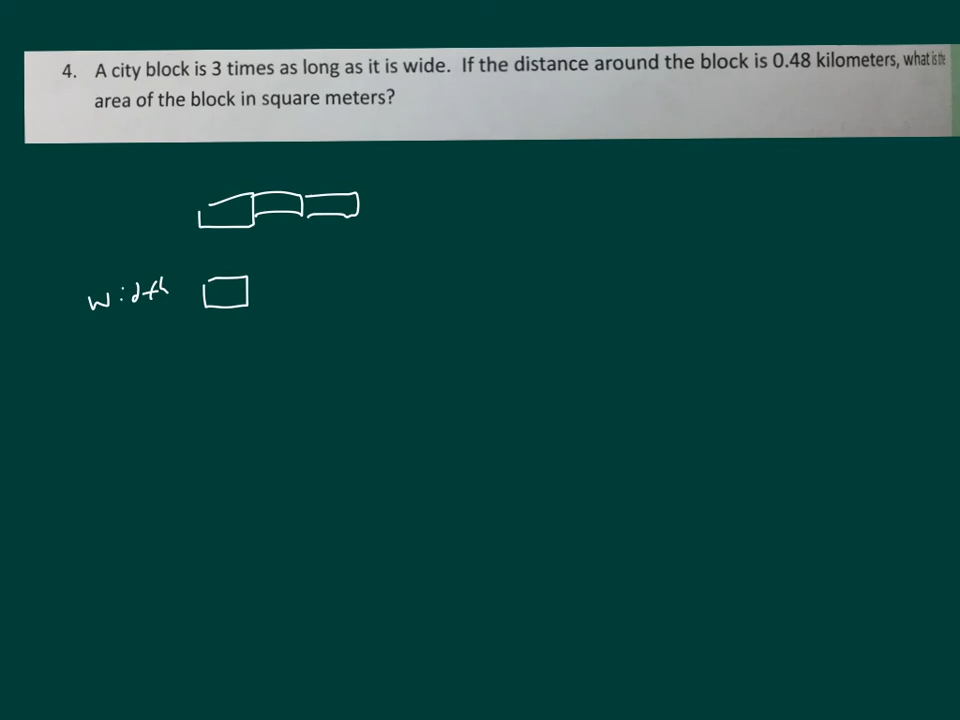 4. A city block is 3 times as long as it is wide. If the distance around the block is 0.48 kilometers, what is the
area of the block in square meters?
width